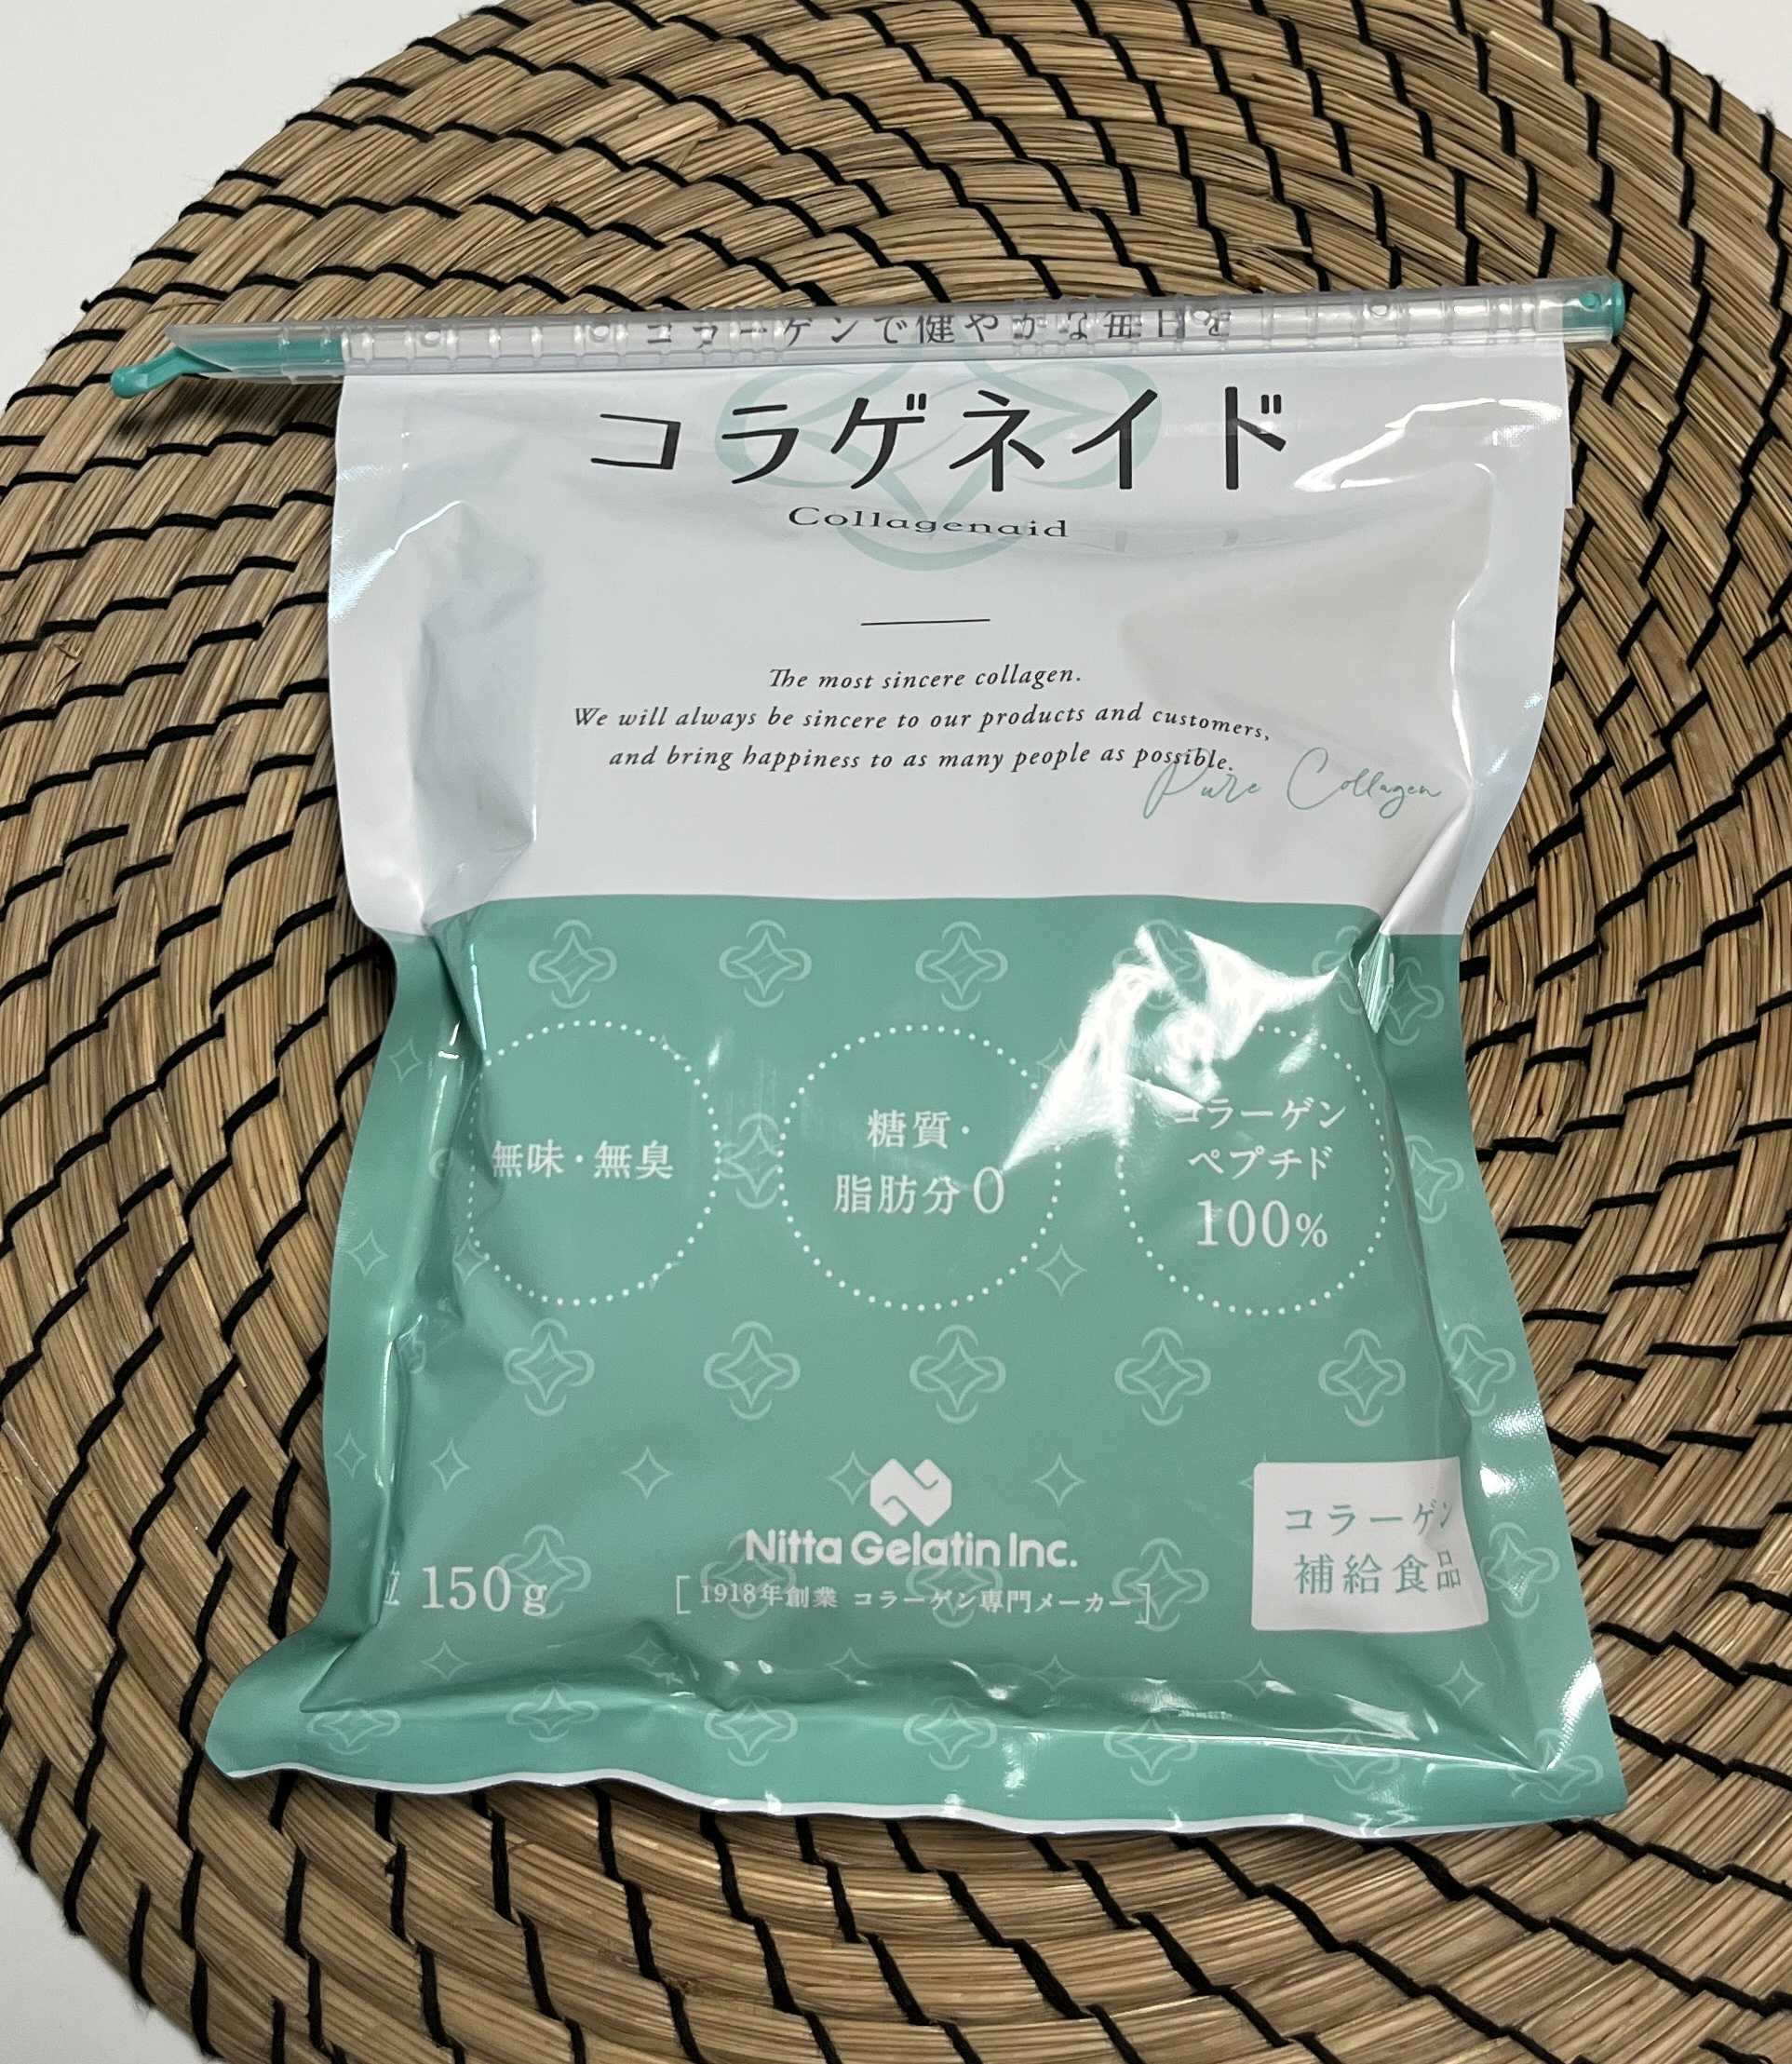 コラーゲンで健やかな毎日を
コラゲネイド
Collagenaid
The most sincere collagen.
We will always be sincere to our products and customers,
and bring happiness to as many people as possible.
Pure Collagen
無味・無臭
糖質・
脂肪分0
コラーゲン
ペプチド
100%
Nitta Gelatin Inc.
[1918年創業 コラーゲン専門メーカー]
150g
コラーゲン
補給食品